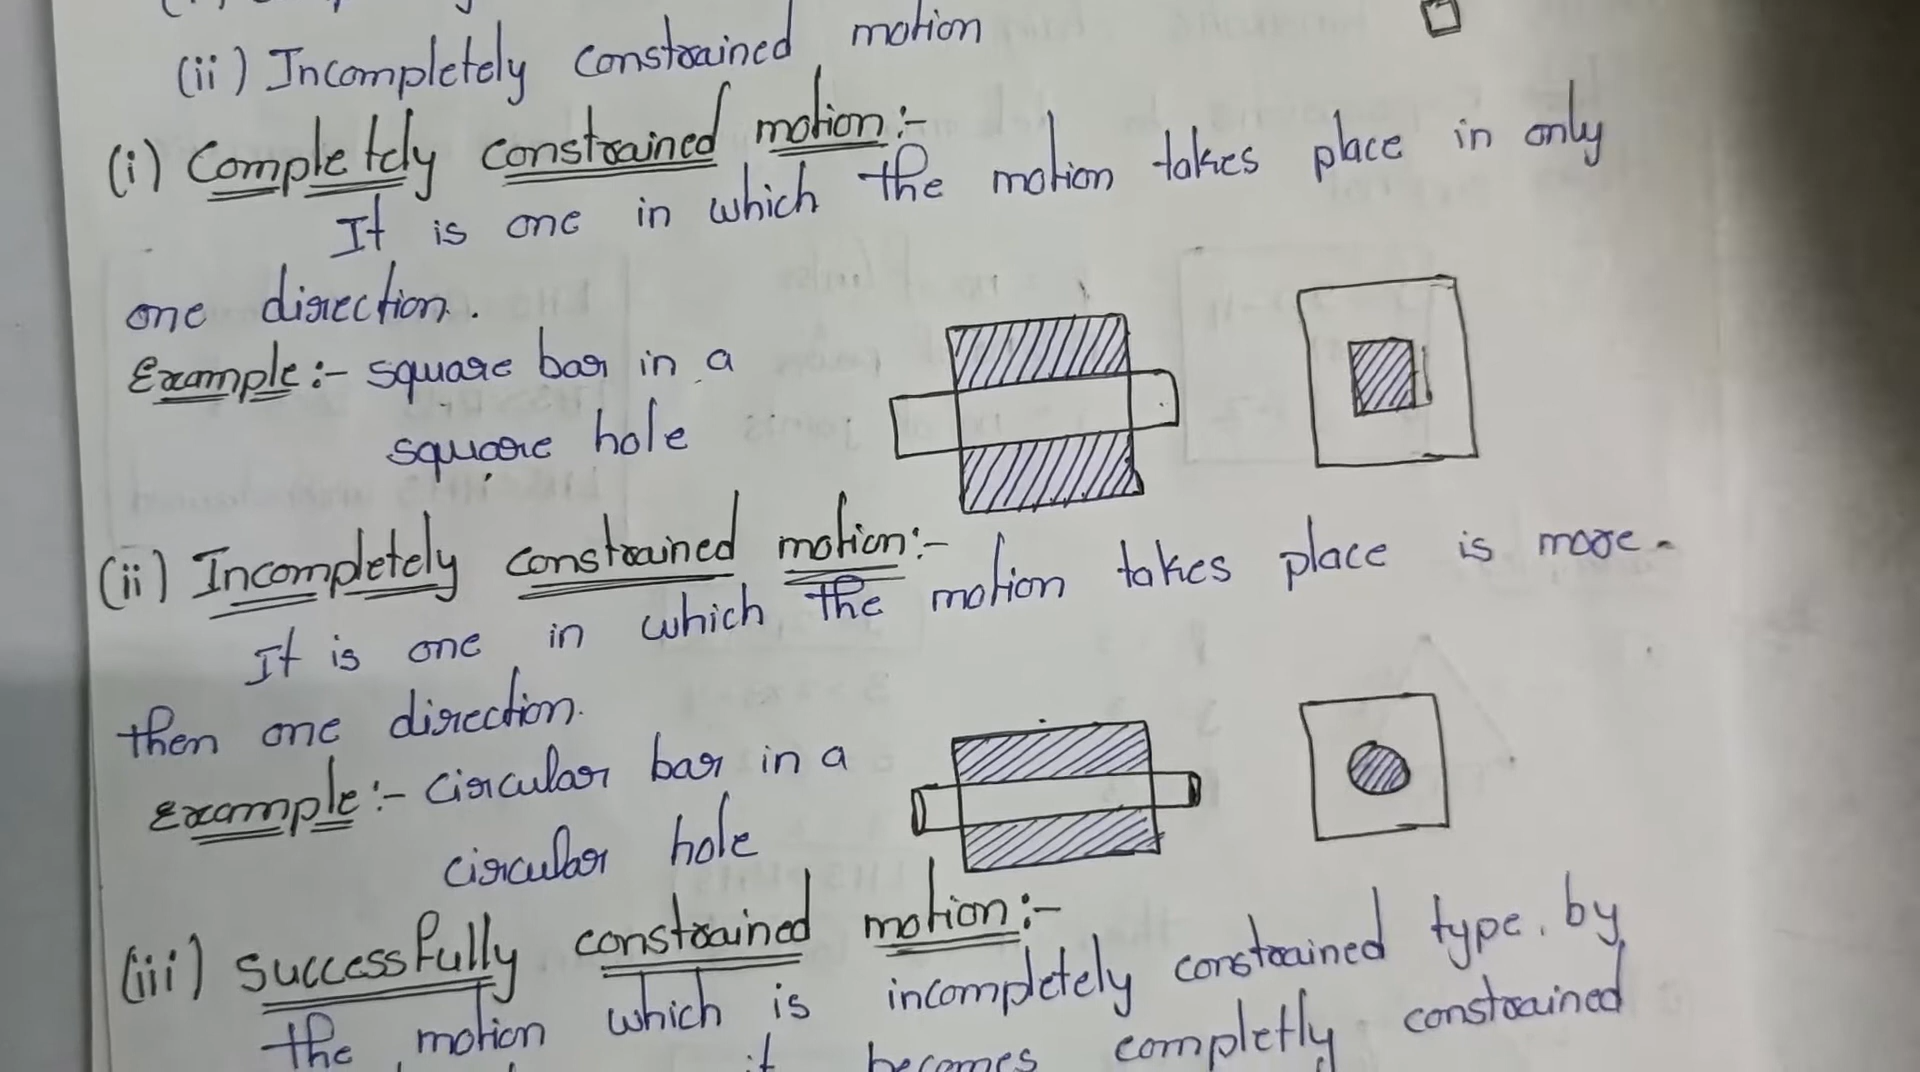 (ii) Incompletely constrained motion
(i) Completely constrained motion:-
It is one in which the motion takes place in only
one direction.
Example:- square bar in a
square hole
(ii) Incompletely constrained motion:-
It is one in which the motion takes place is more.
then one direction.
Example:- circular bar in a
circular hole
(iii) successfully constrained motion:-
the motion which is incompletely constrained type. by
it becomes completly constrained